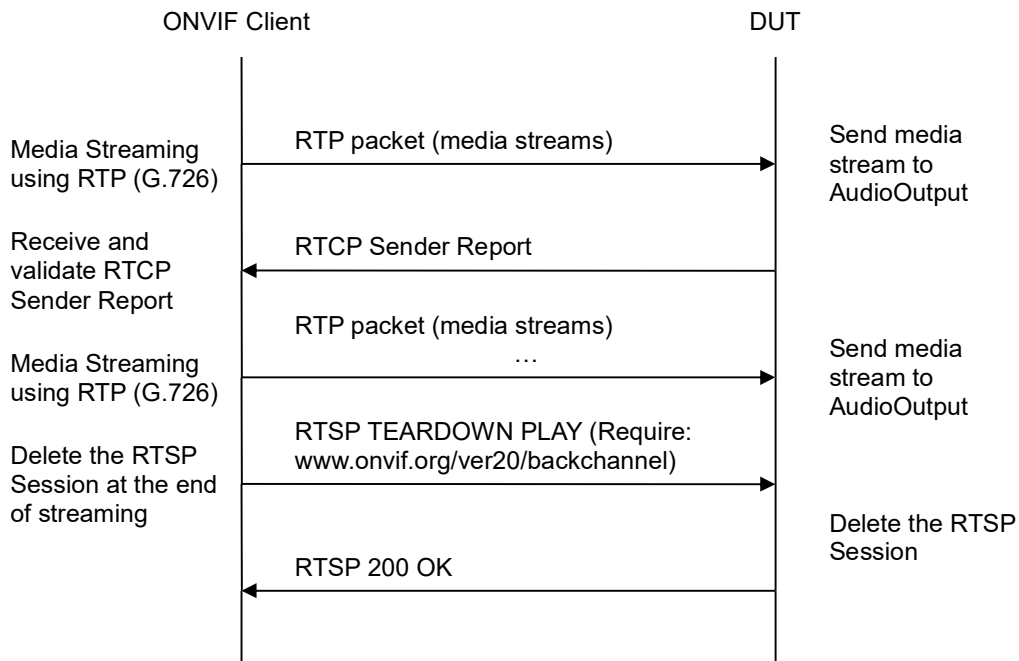 ONVIF Client
DUT
RTP packet (media streams)
Send media
stream to
AudioOutput
Media Streaming
using RTP (G.726)
Receive and
validate RTCP
Sender Report
RTCP Sender Report
RTP packet (media streams)
…
Media Streaming
using RTP (G.726)
Send media
stream to
AudioOutput
RTSP TEARDOWN PLAY (Require:
www.onvif.org/ver20/backchannel)
Delete the RTSP
Session at the end
of streaming
Delete the RTSP
Session
RTSP 200 OK